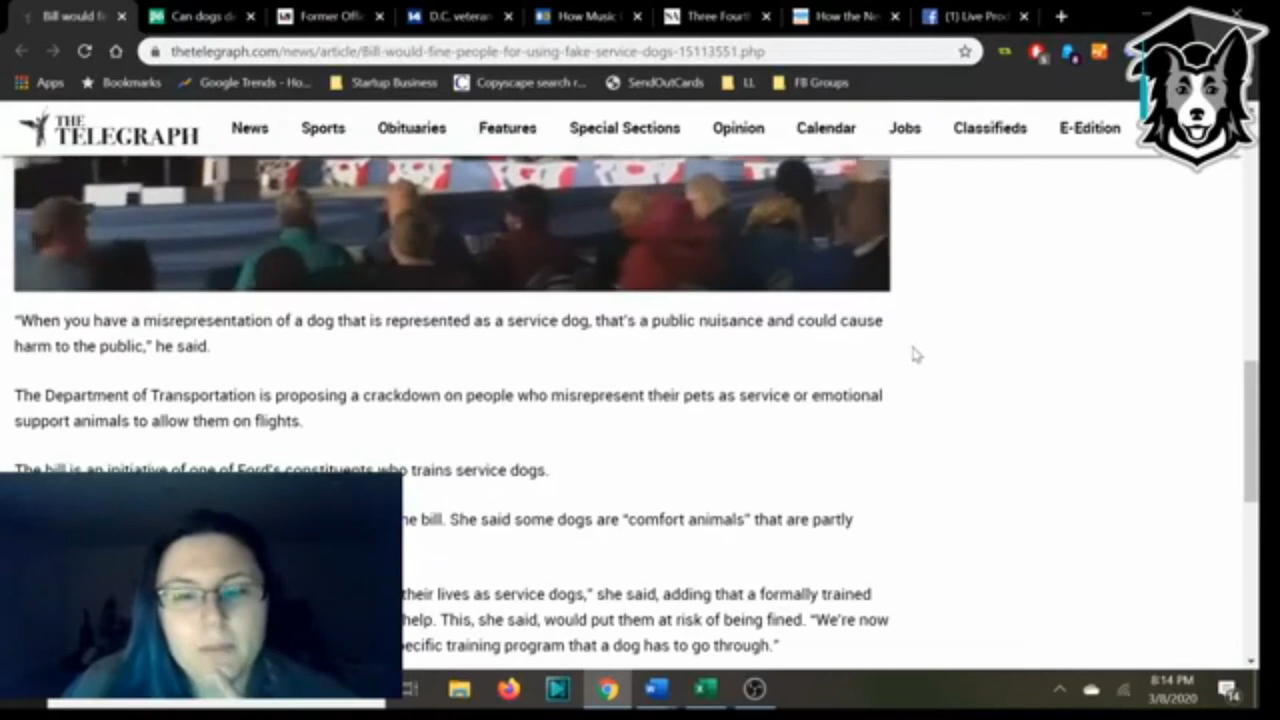 Bill would fi
Can dogs d
Former Offi
D.C. veteran
How Music
Three Fourt
How the Ne
(1) Live Prod
thetelegraph.com/news/article/Bill-would-fine-people-for-using-fake-service-dogs-15113551.php
Apps
Bookmarks
Google Trends - Ho...
Startup Business
Copyscape search r...
SendOutCards
LL
FB Groups
THE
TELEGRAPH
News
Sports
Obituaries
Features
Special Sections
Opinion
Calendar
Jobs
Classifieds
E-Edition
“When you have a misrepresentation of a dog that is represented as a service dog, that's a public nuisance and could cause
harm to the public,” he said.
The Department of Transportation is proposing a crackdown on people who misrepresent their pets as service or emotional
support animals to allow them on flights.
The bill is an initiative of one of Ford's constituents who trains service dogs.
he bill. She said some dogs are “comfort animals” that are partly
their lives as service dogs,” she said, adding that a formally trained
help. This, she said, would put them at risk of being fined. “We're now
ecific training program that a dog has to go through.”
8:14 PM
3/8/2020
14